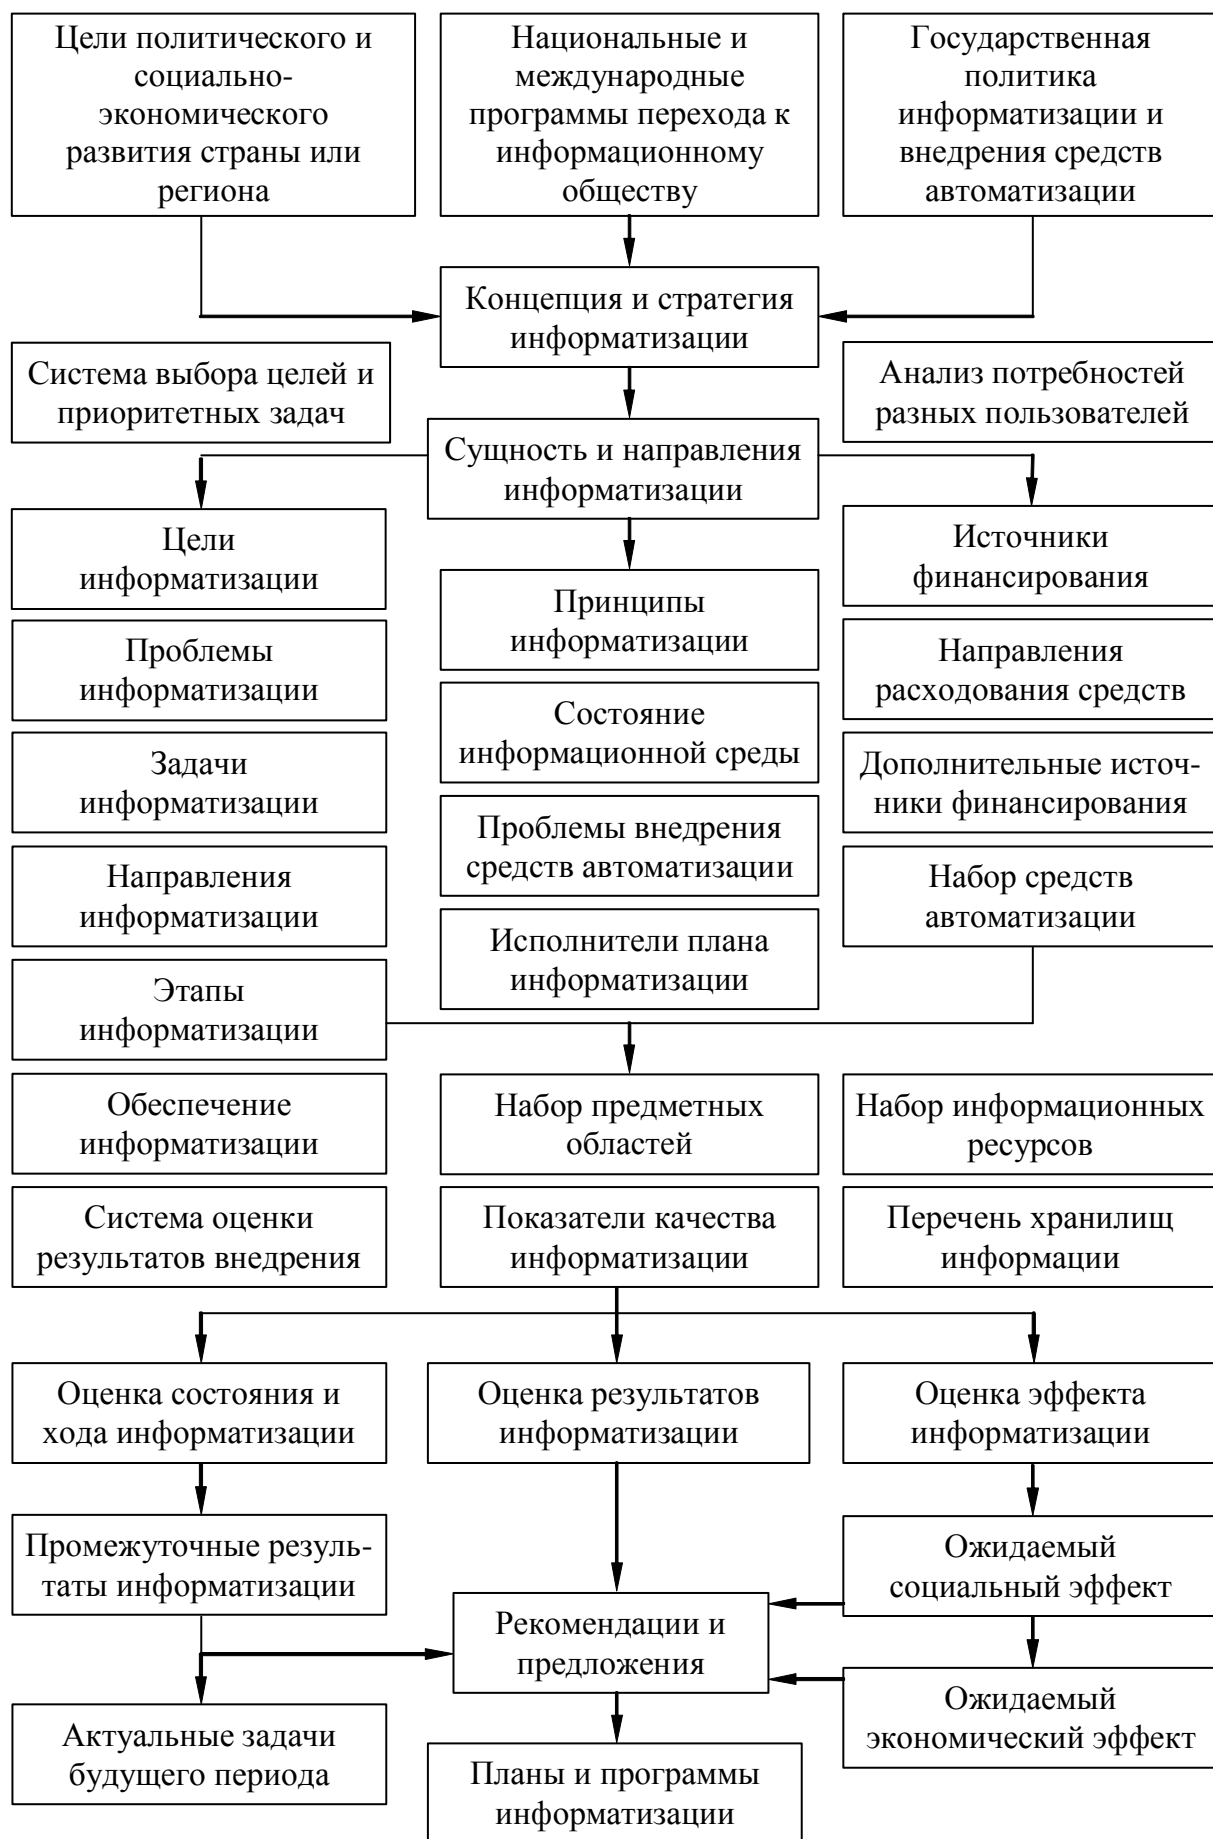 Цели политического и
социально-
экономического
развития страны или
региона
Национальные и
международные
программы перехода к
информационному
обществу
Государственная
политика
информатизации и
внедрения средств
автоматизации
Концепция и стратегия
информатизации
Система выбора целей и
приоритетных задач
Анализ потребностей
разных пользователей
Сущность и направления
информатизации
Цели
информатизации
Источники
финансирования
Принципы
информатизации
Проблемы
информатизации
Направления
расходования средств
Состояние
информационной среды
Задачи
информатизации
Дополнительные источ-
ники финансирования
Проблемы внедрения
средств автоматизации
Направления
информатизации
Набор средств
автоматизации
Исполнители плана
информатизации
Этапы
информатизации
Обеспечение
информатизации
Набор предметных
областей
Набор информационных
ресурсов
Система оценки
результатов внедрения
Показатели качества
информатизации
Перечень хранилищ
информации
Оценка состояния и
хода информатизации
Оценка результатов
информатизации
Оценка эффекта
информатизации
Промежуточные резуль-
таты информатизации
Ожидаемый
социальный эффект
Рекомендации и
предложения
Актуальные задачи
будущего периода
Ожидаемый
экономический эффект
Планы и программы
информатизации